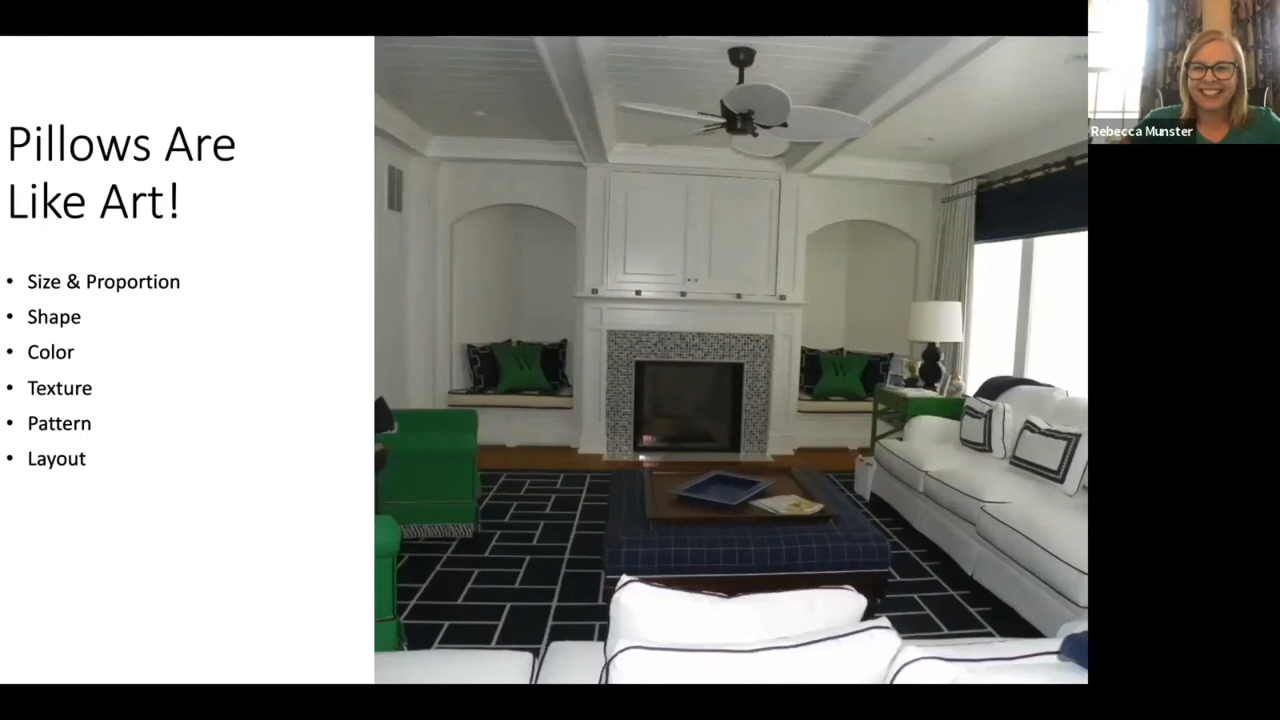 Pillows Are
Like Art!
• Size & Proportion
• Shape
• Color
• Texture
• Pattern
• Layout
W
W
Rebecca Munster